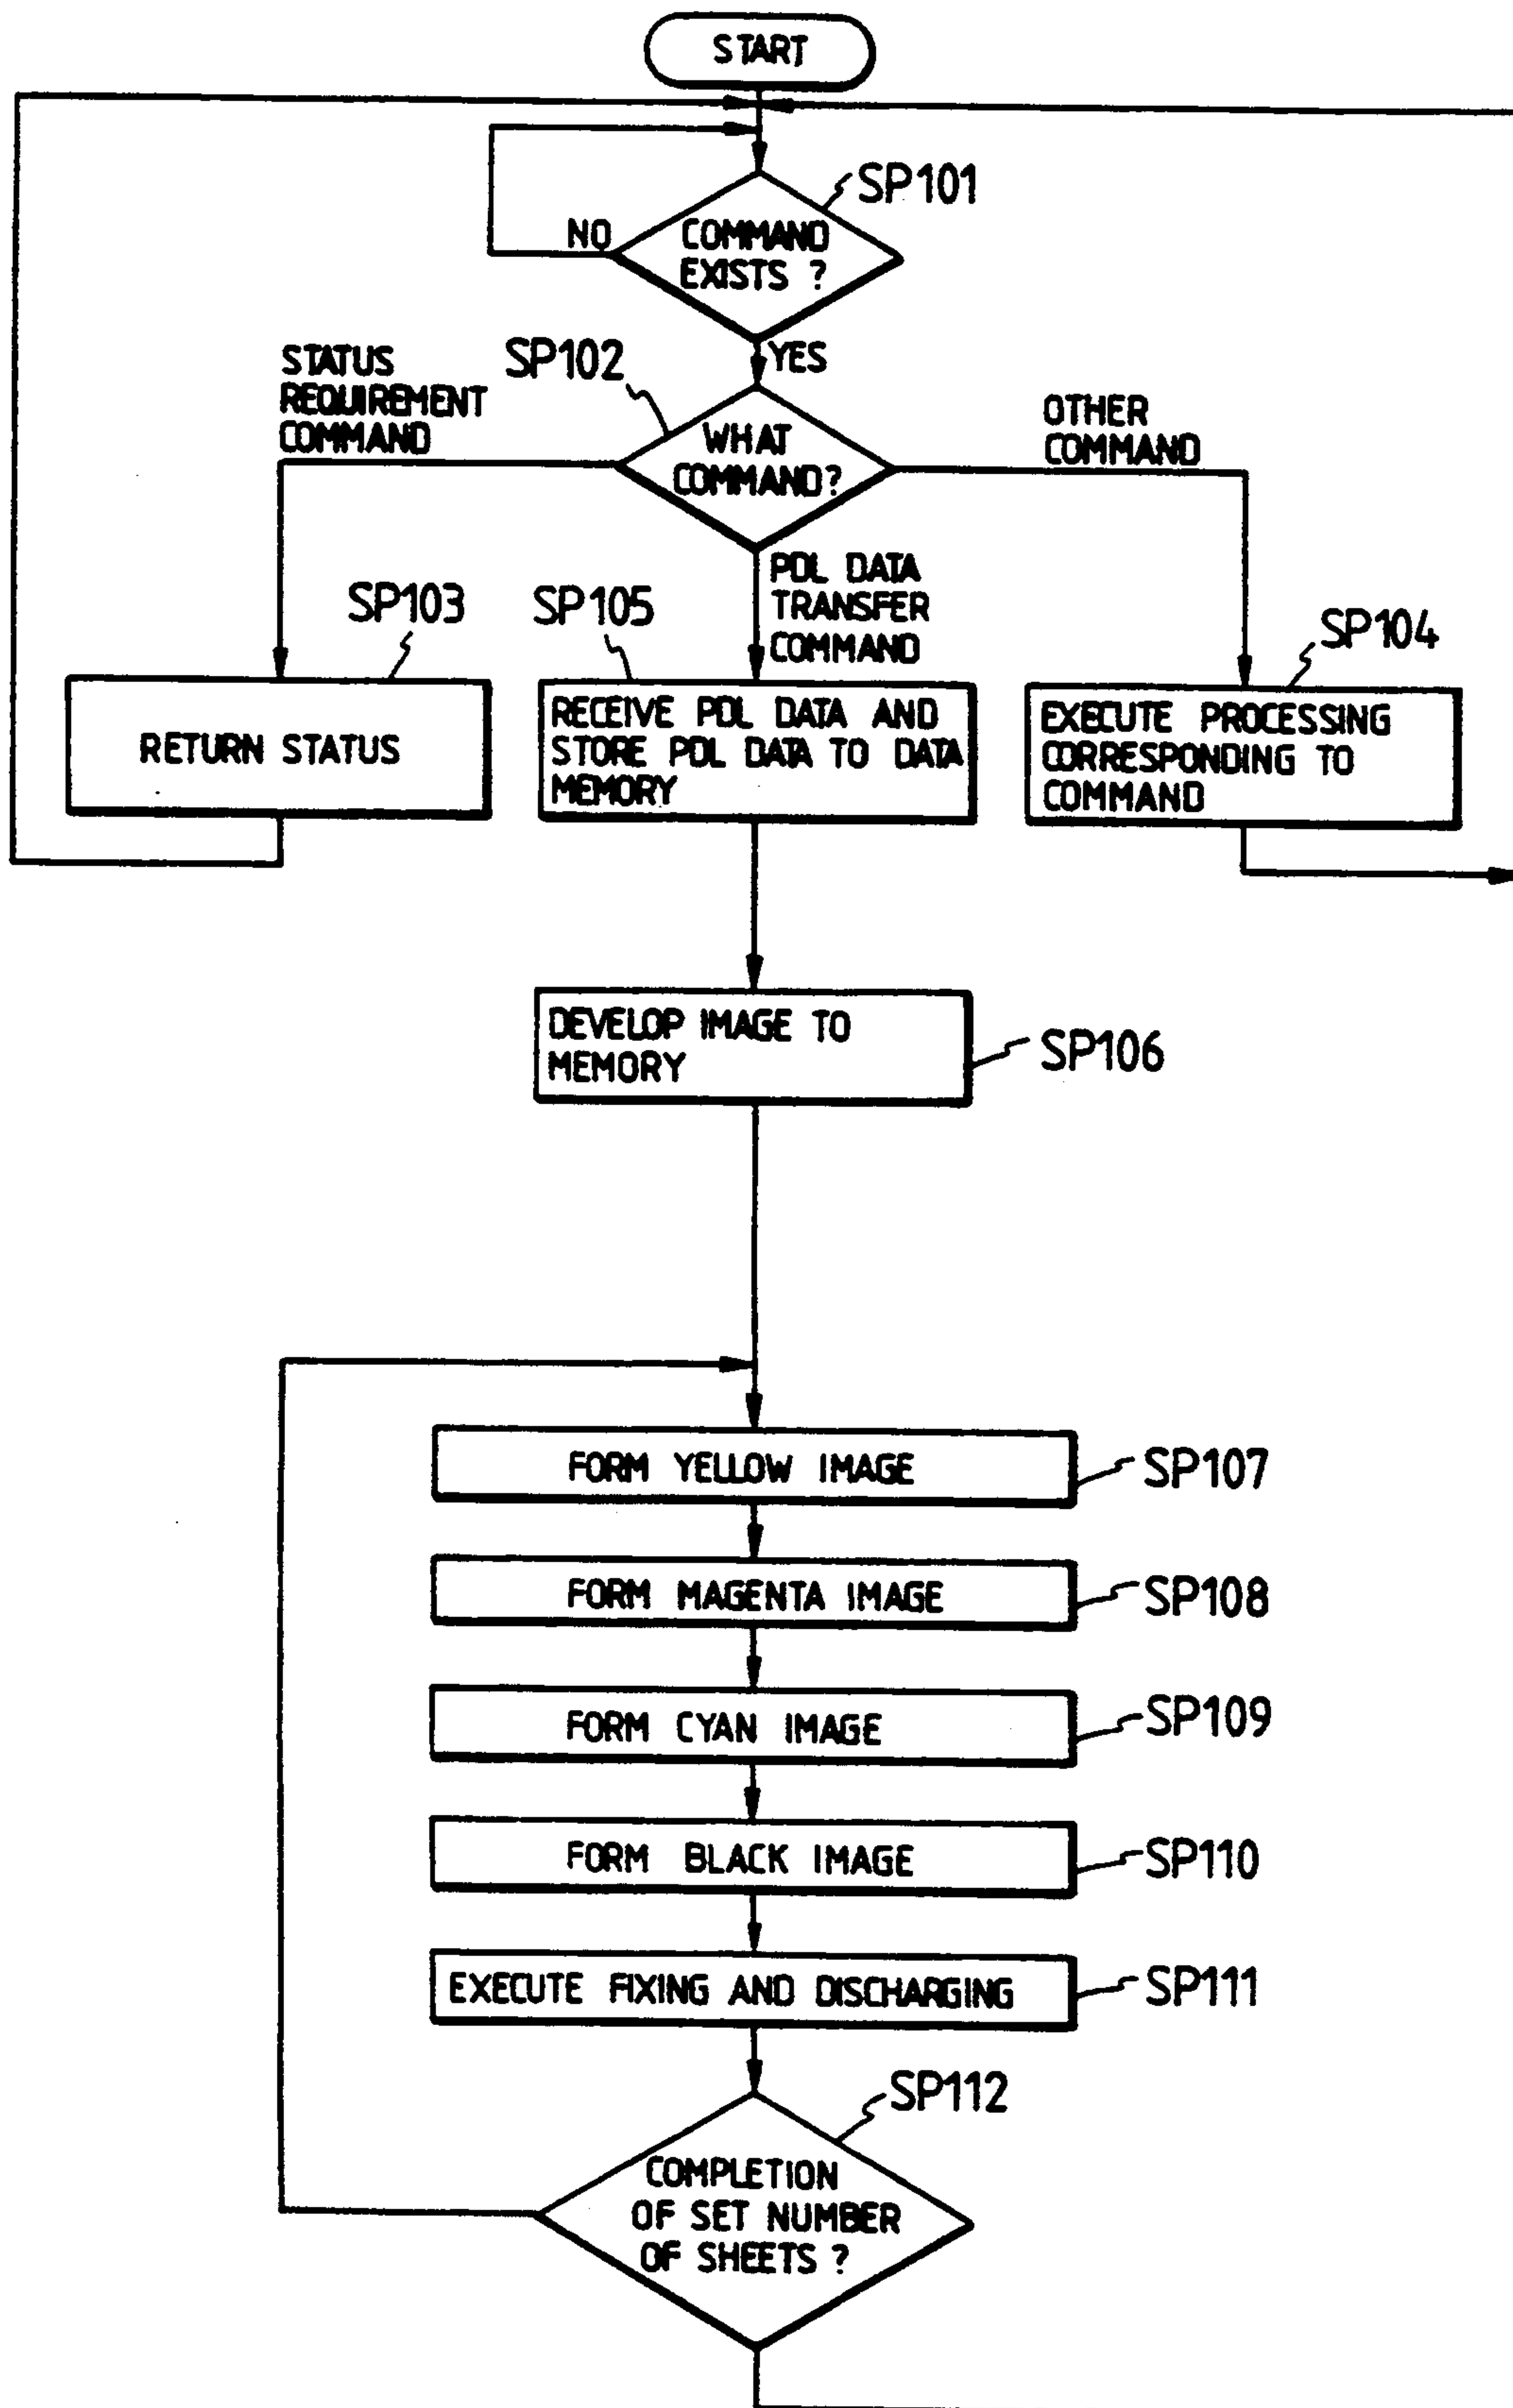 START
SP101
NO
COMMAND
EXISTS ?
YES
SP102
STATUS
REQUIREMENT
COMMAND
WHAT
COMMAND?
OTHER
COMMAND
PDL DATA
TRANSFER
COMMAND
SP103
RETURN STATUS
SP105
RECEIVE PDL DATA AND
STORE PDL DATA TO DATA
MEMORY
SP104
EXECUTE PROCESSING
CORRESPONDING TO
COMMAND
DEVELOP IMAGE TO
MEMORY
SP106
FORM YELLOW IMAGE
SP107
FORM MAGENTA IMAGE
SP108
FORM CYAN IMAGE
SP109
FORM BLACK IMAGE
SP110
EXECUTE FIXING AND DISCHARGING
SP111
SP112
COMPLETION
OF SET NUMBER
OF SHEETS ?